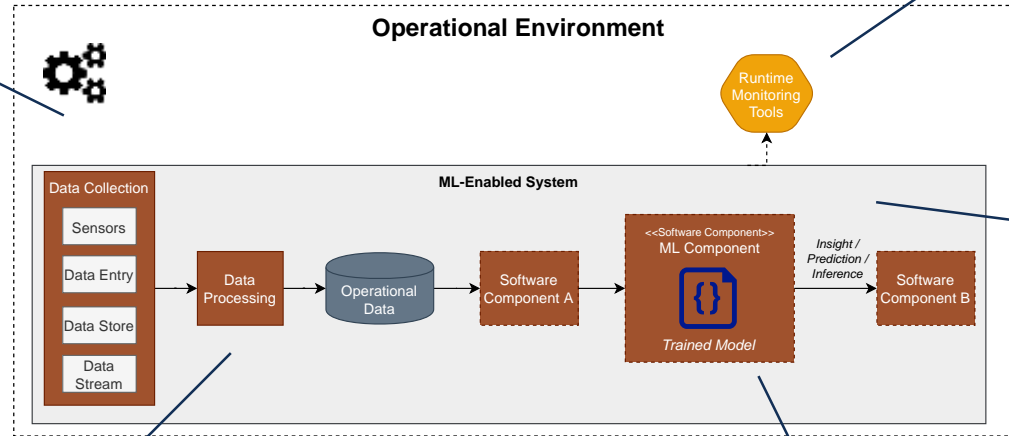 Operational Environment
Runtime
Monitoring
Tools
ML-Enabled System
Data Collection
Sensors
Data Entry
Data Store
Data
Stream
Data
Processing
Operational
Data
Software
Component A
<<Software Component>>
ML Component
{}
Trained Model
Insight /
Prediction /
Inference
Software
Component B